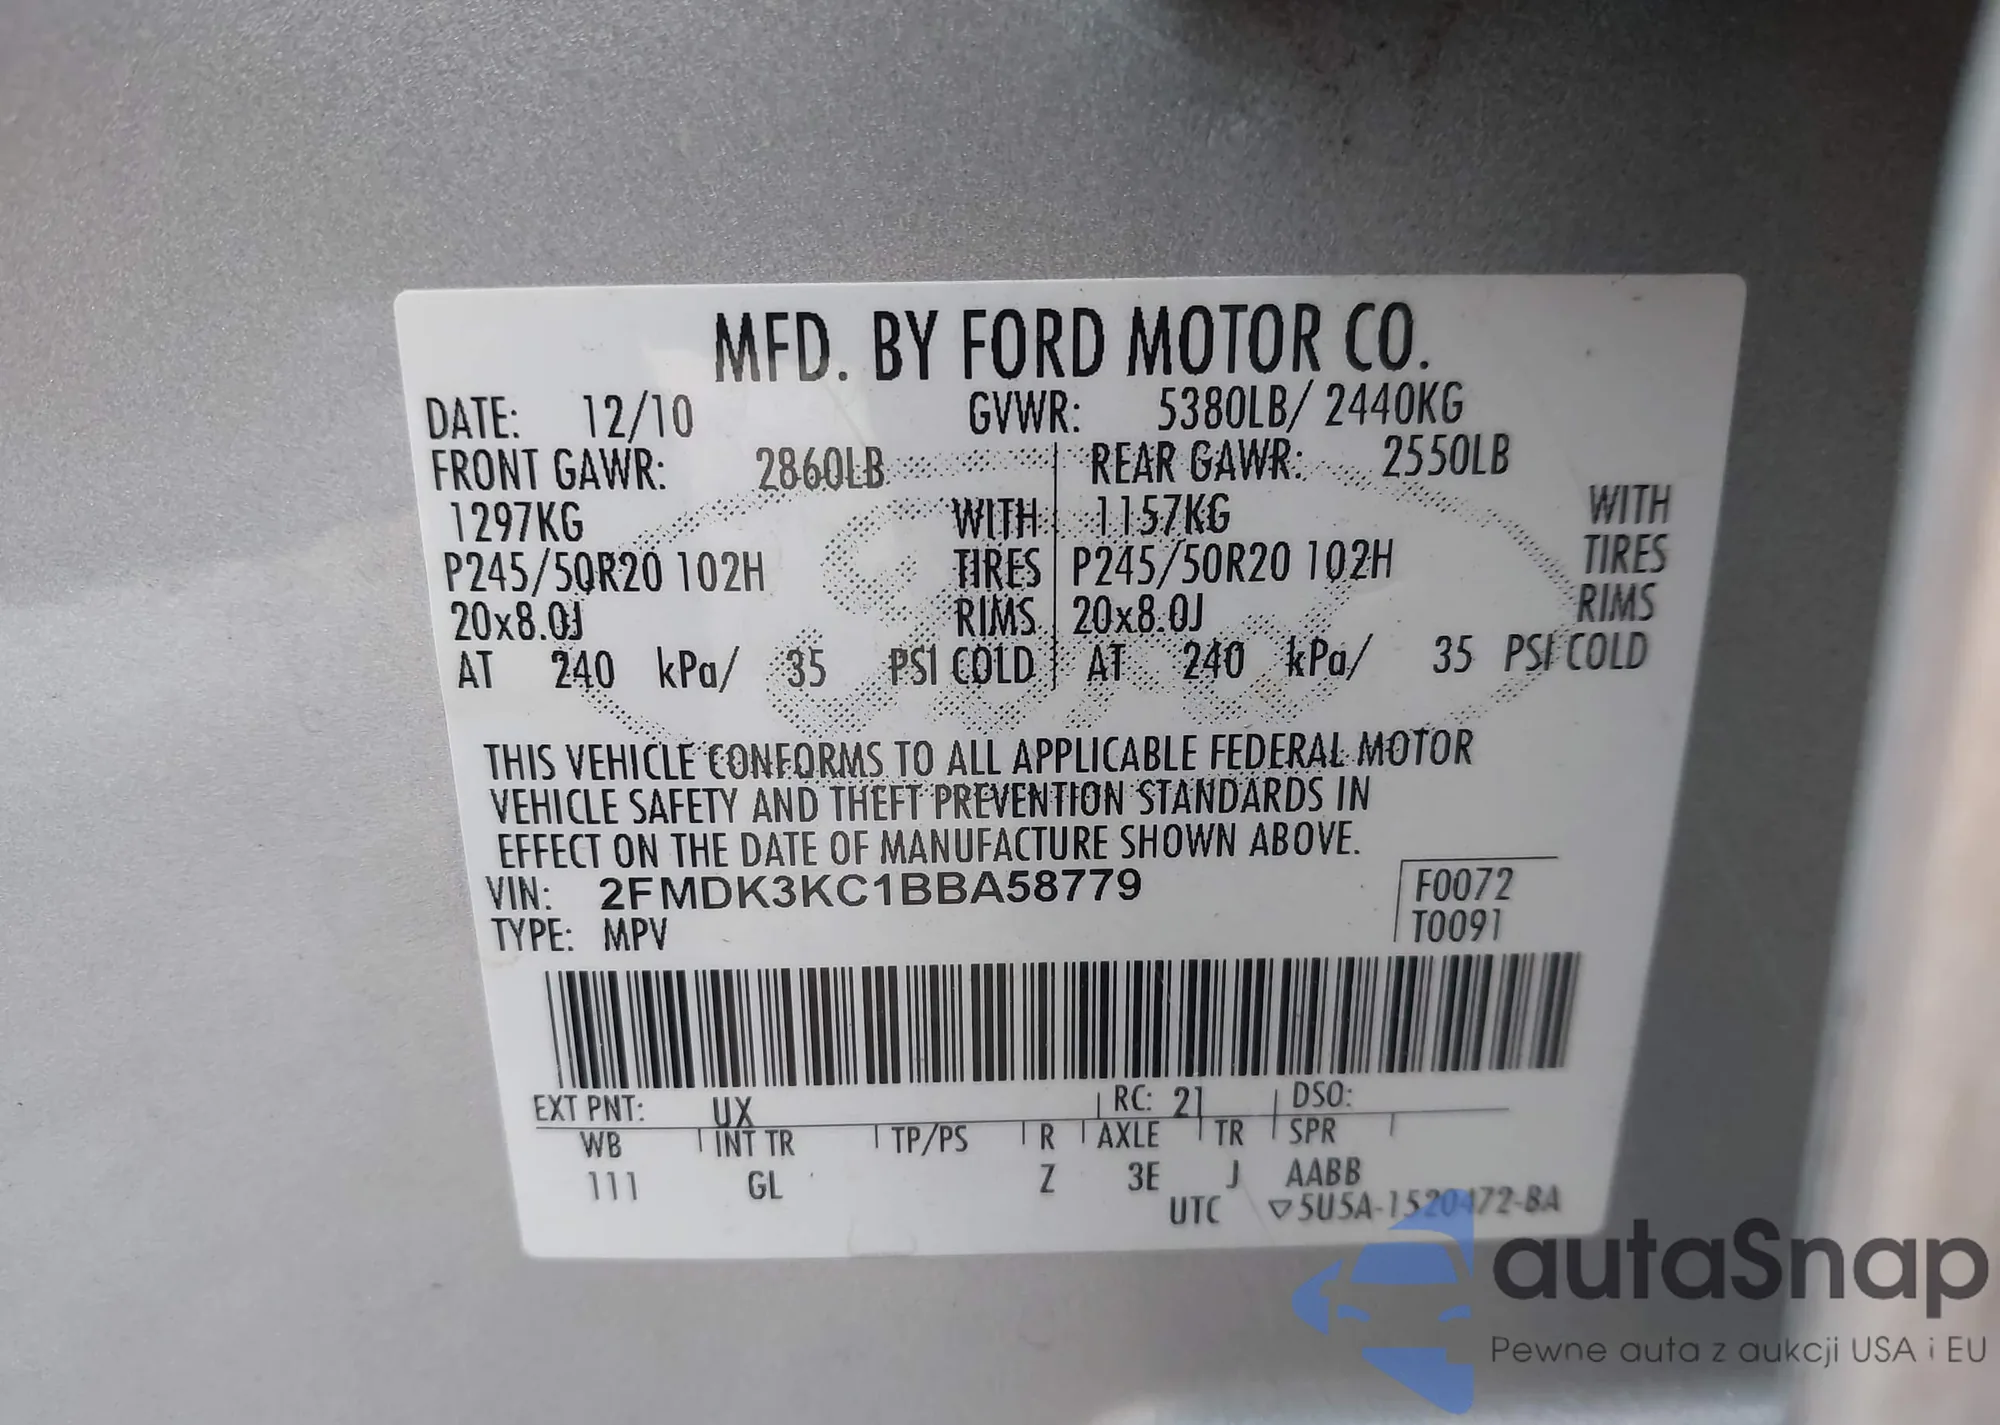 MFD. BY FORD MOTOR CO.
DATE: 12/10 GVWR: 5380LB/ 2440KG
FRONT GAWR: 2860LB REAR GAWR: 2550LB
1297KG WITH 1157KG WITH
P245/50R20 102H TIRES P245/50R20 102H TIRES
20x8.0J RIMS 20x8.0J RIMS
AT 240 kPa/ 35 PSI COLD AT 240 kPa/ 35 PSI COLD
THIS VEHICLE CONFORMS TO ALL APPLICABLE FEDERAL MOTOR
VEHICLE SAFETY AND THEFT PREVENTION STANDARDS IN
EFFECT ON THE DATE OF MANUFACTURE SHOWN ABOVE.
VIN: 2FMDK3KC1BBA58779 F0072
TYPE: MPV T0091
EXT PNT: UX RC: 21 DSO:
WB INT TR TP/PS R AXLE TR SPR
111 GL Z 3E J AABB
UTC ▽5U5A-1520472-BA
autaSnap
Pewne auta z aukcji USA i EU